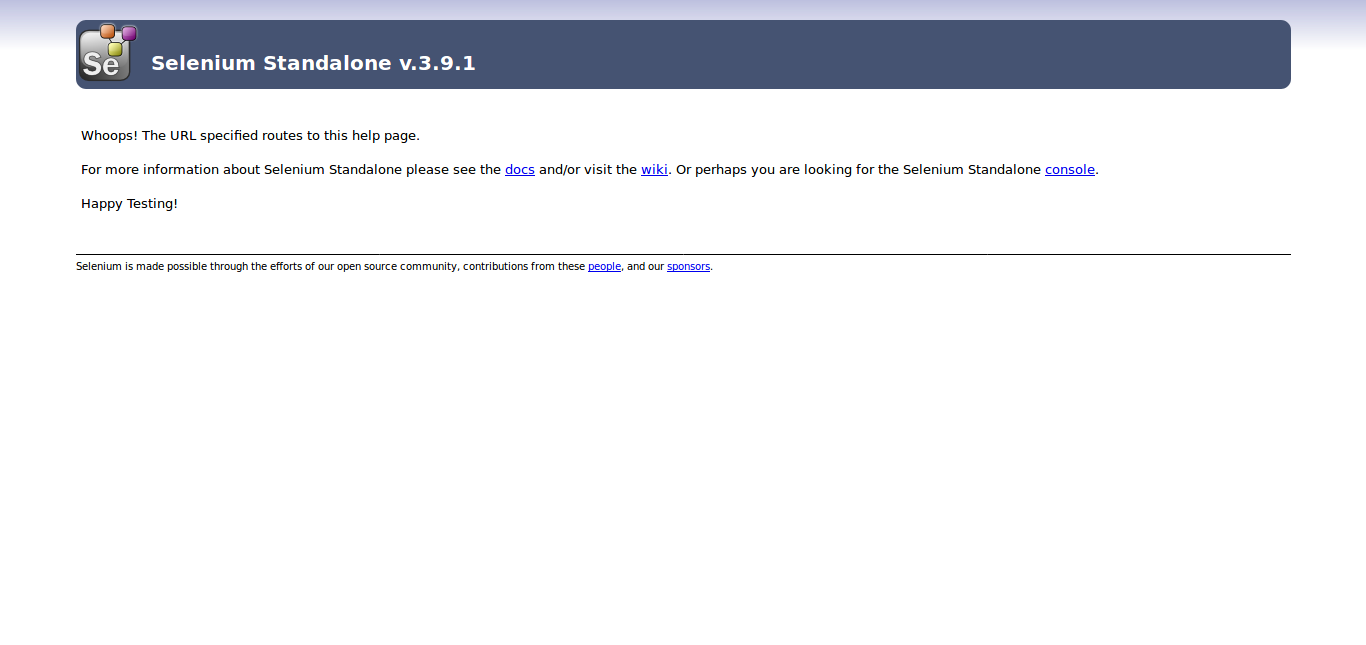 Se
Selenium Standalone v.3.9.1
Whoops! The URL specified routes to this help page.
For more information about Selenium Standalone please see the docs and/or visit the wiki. Or perhaps you are looking for the Selenium Standalone console.
Happy Testing!
Selenium is made possible through the efforts of our open source community, contributions from these people, and our sponsors.